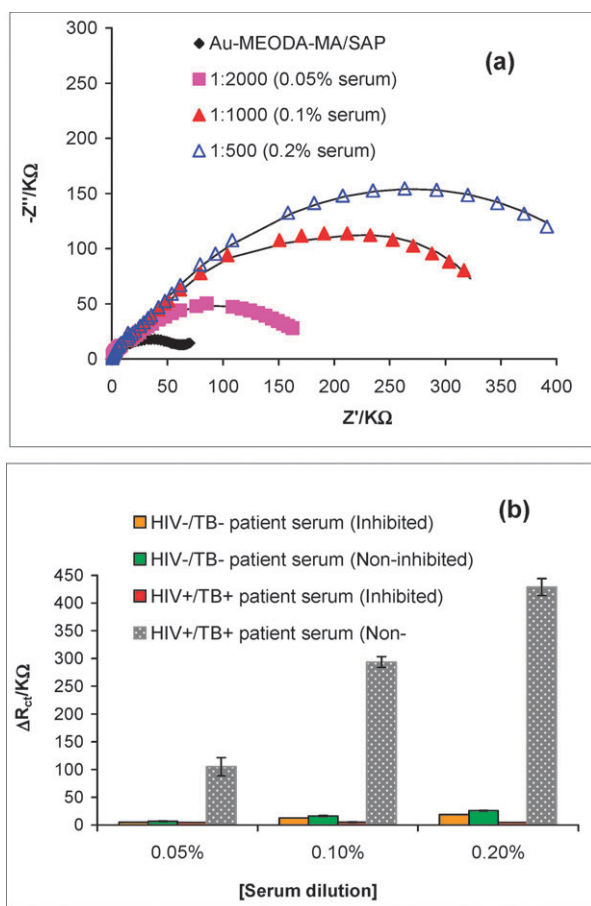 (a)
Au-MEODA-MA/SAP
1:2000 (0.05% serum)
1:1000 (0.1% serum)
1:500 (0.2% serum)
300
250
200
150
100
50
0
-Z''/KΩ
0 50 100 150 200 250 300 350 400
Z'/KΩ
(b)
HIV-/TB- patient serum (Inhibited)
HIV-/TB- patient serum (Non-inhibited)
HIV+/TB+ patient serum (Inhibited)
HIV+/TB+ patient serum (Non-
450
400
350
300
250
200
150
100
50
0
ΔRct/KΩ
0.05% 0.10% 0.20%
[Serum dilution]